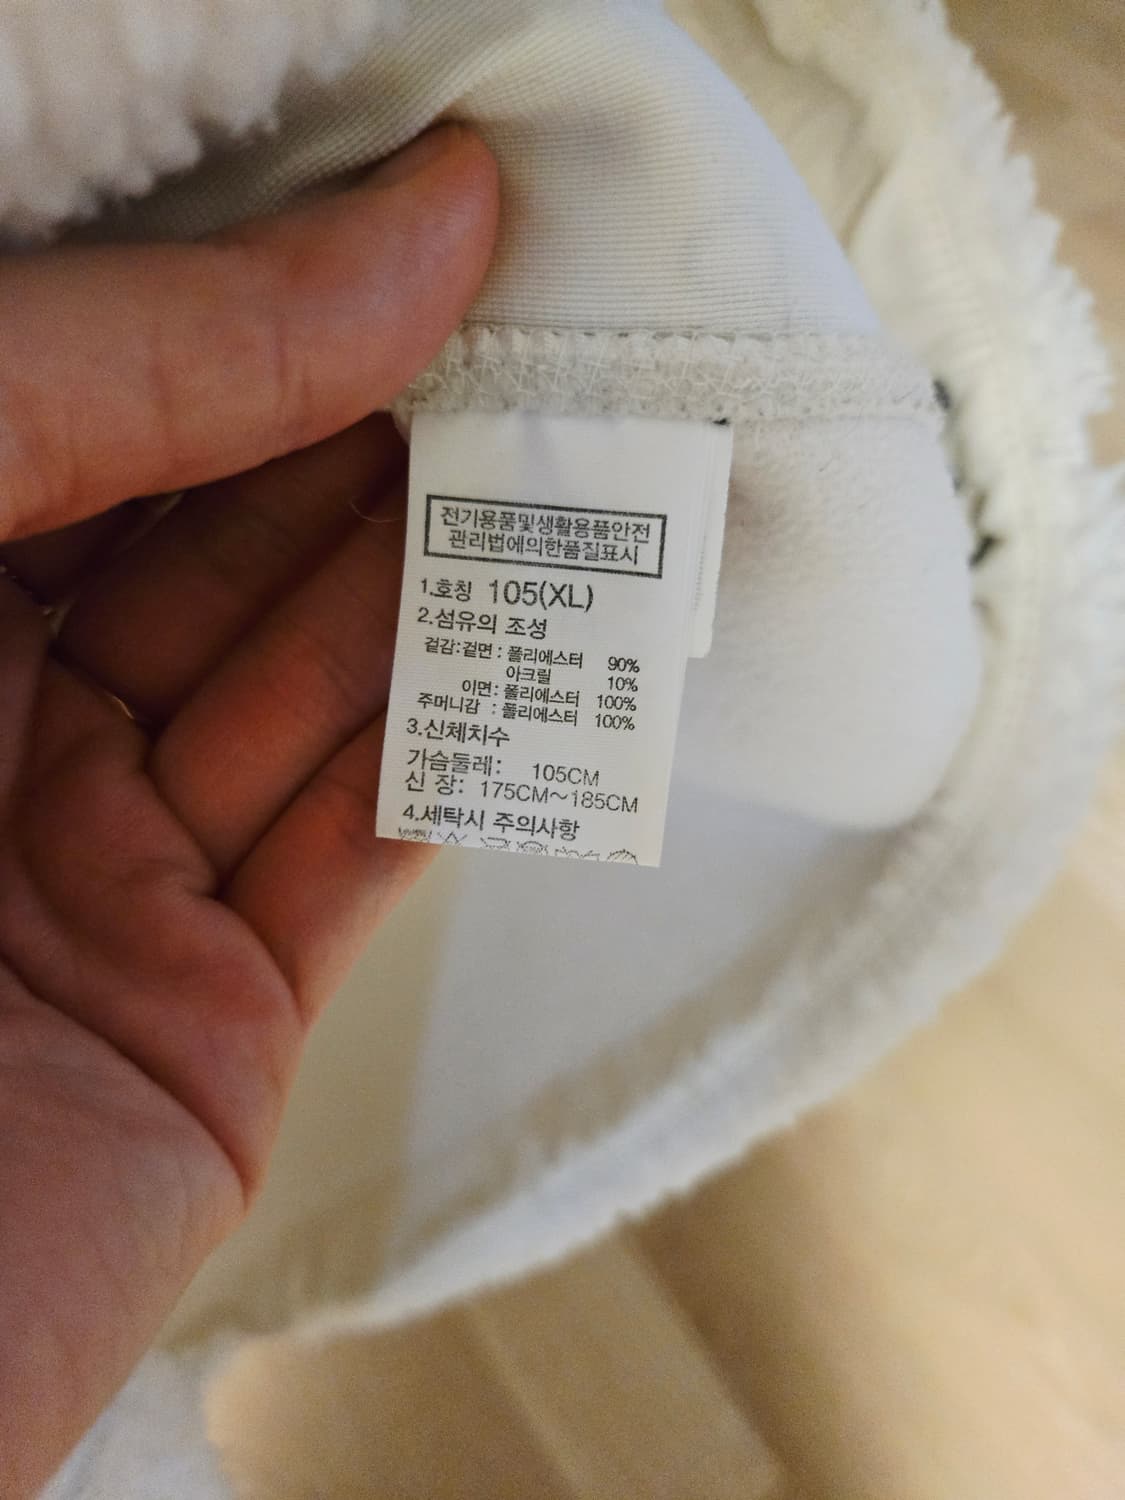 전기용품및생활용품안전
관리법에의한품질표시
1.호칭 105(XL)
2.섬유의 조성
겉감:겉면 : 폴리에스터 90%
아크릴 10%
이면 : 폴리에스터 100%
주머니감 : 폴리에스터 100%
3.신체치수
가슴둘레: 105CM
신 장: 175CM~185CM
4.세탁시 주의사항